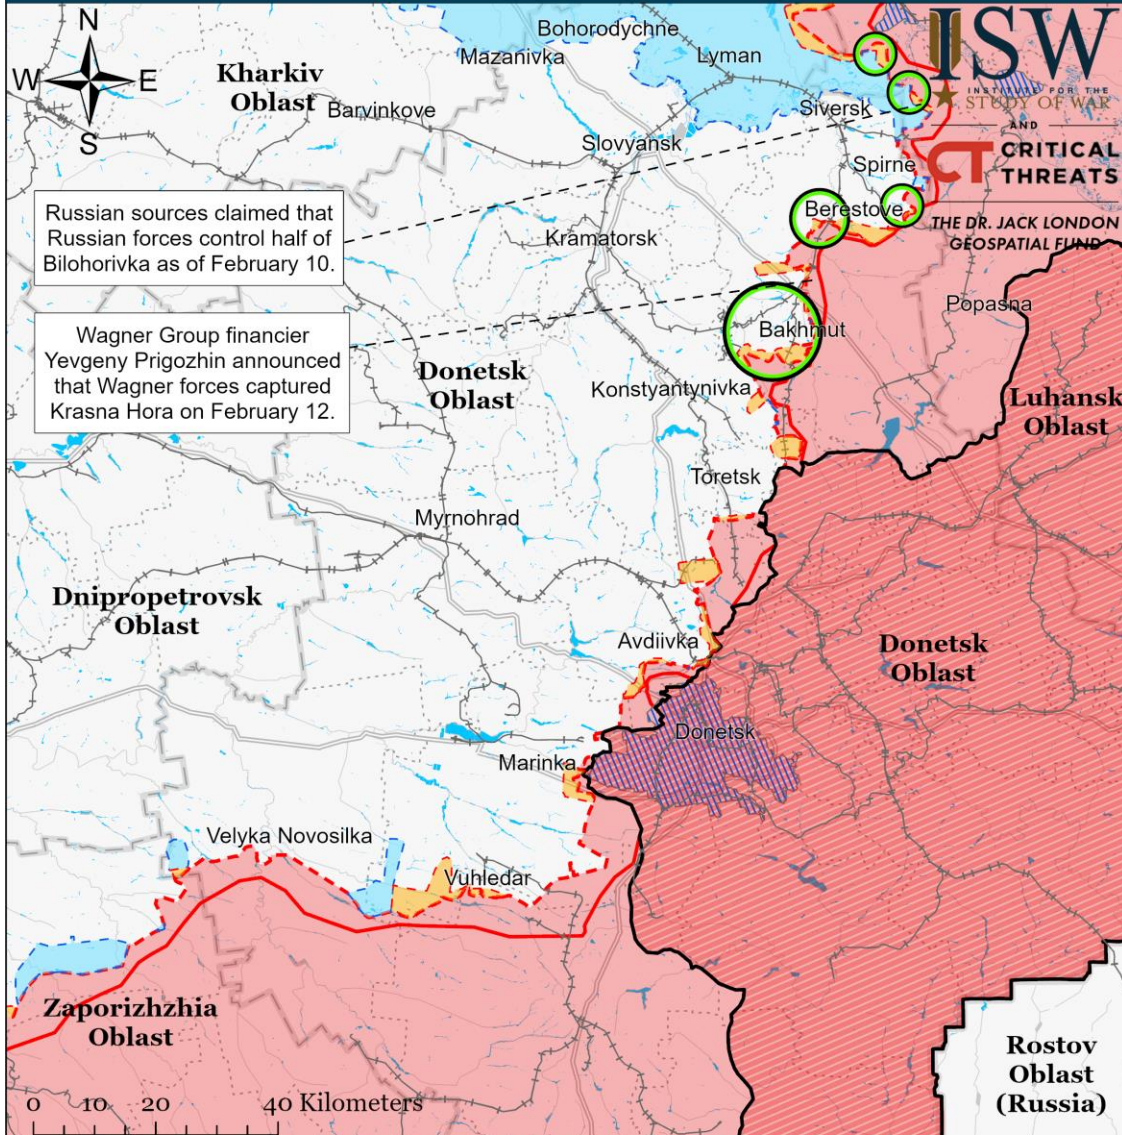 N
W
E
S
Kharkiv
Oblast
Bohorodychne
Mazanivka
Lyman
Barvinkove
Siversk
Slovyansk
Spirne
Berestove
Kramatorsk
ISW
INSTITUTE FOR THE
STUDY OF WAR
AND
CT CRITICAL
THREATS
THE DR. JACK LONDON
GEOSPATIAL FUND
Russian sources claimed that
Russian forces control half of
Bilohorivka as of February 10.
Wagner Group financier
Yevgeny Prigozhin announced
that Wagner forces captured
Krasna Hora on February 12.
Popasna
Bakhmut
Donetsk
Oblast
Konstyantynivka
Luhansk
Oblast
Toretsk
Myrnohrad
Dnipropetrovsk
Oblast
Avdiivka
Donetsk
Oblast
Donetsk
Marinka
Velyka Novosilka
Vuhledar
Zaporizhzhia
Oblast
Rostov
Oblast
(Russia)
0 10 20 40 Kilometers